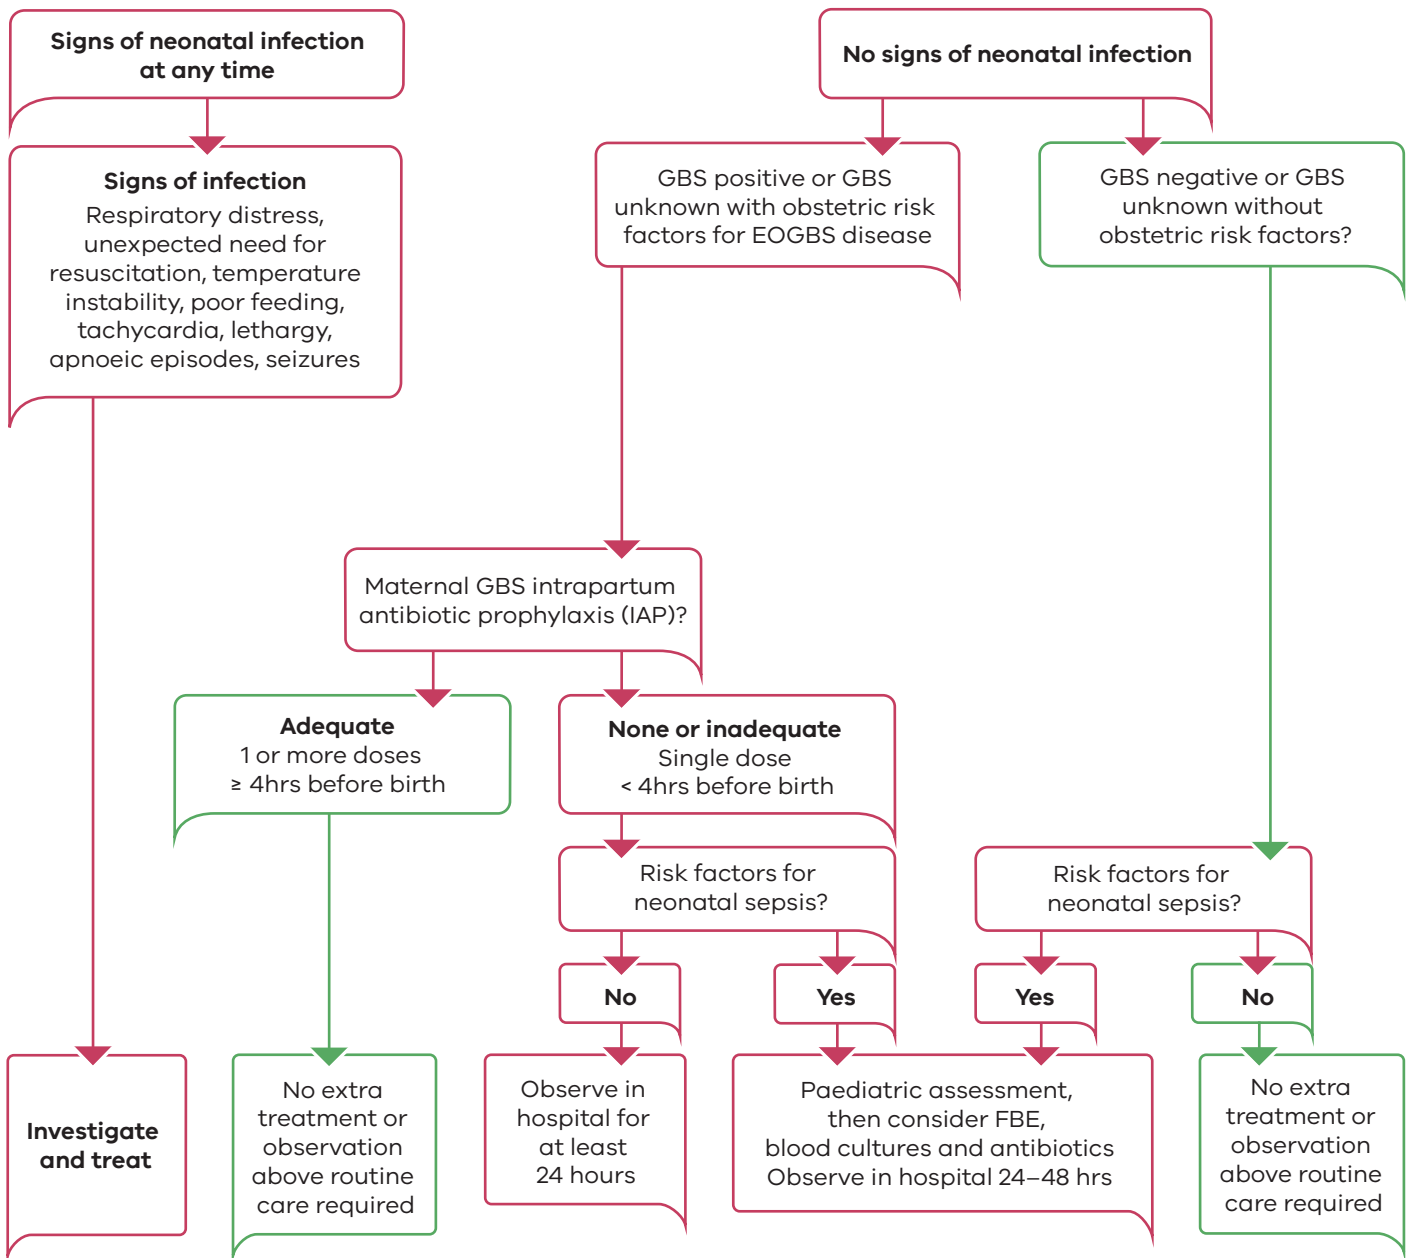 Signs of neonatal infection
at any time
No signs of neonatal infection
Signs of infection
Respiratory distress,
unexpected need for
resuscitation, temperature
instability, poor feeding,
tachycardia, lethargy,
apnoeic episodes, seizures
GBS positive or GBS
unknown with obstetric risk
factors for EOGBS disease
GBS negative or GBS
unknown without
obstetric risk factors?
Maternal GBS intrapartum
antibiotic prophylaxis (IAP)?
Adequate
1 or more doses
≥ 4hrs before birth
None or inadequate
Single dose
< 4hrs before birth
Risk factors for
neonatal sepsis?
Risk factors for
neonatal sepsis?
No
Yes
Yes
No
Investigate
and treat
No extra
treatment or
observation
above routine
care required
Observe in
hospital for
at least
24 hours
Paediatric assessment,
then consider FBE,
blood cultures and antibiotics
Observe in hospital 24–48 hrs
No extra
treatment or
observation
above routine
care required